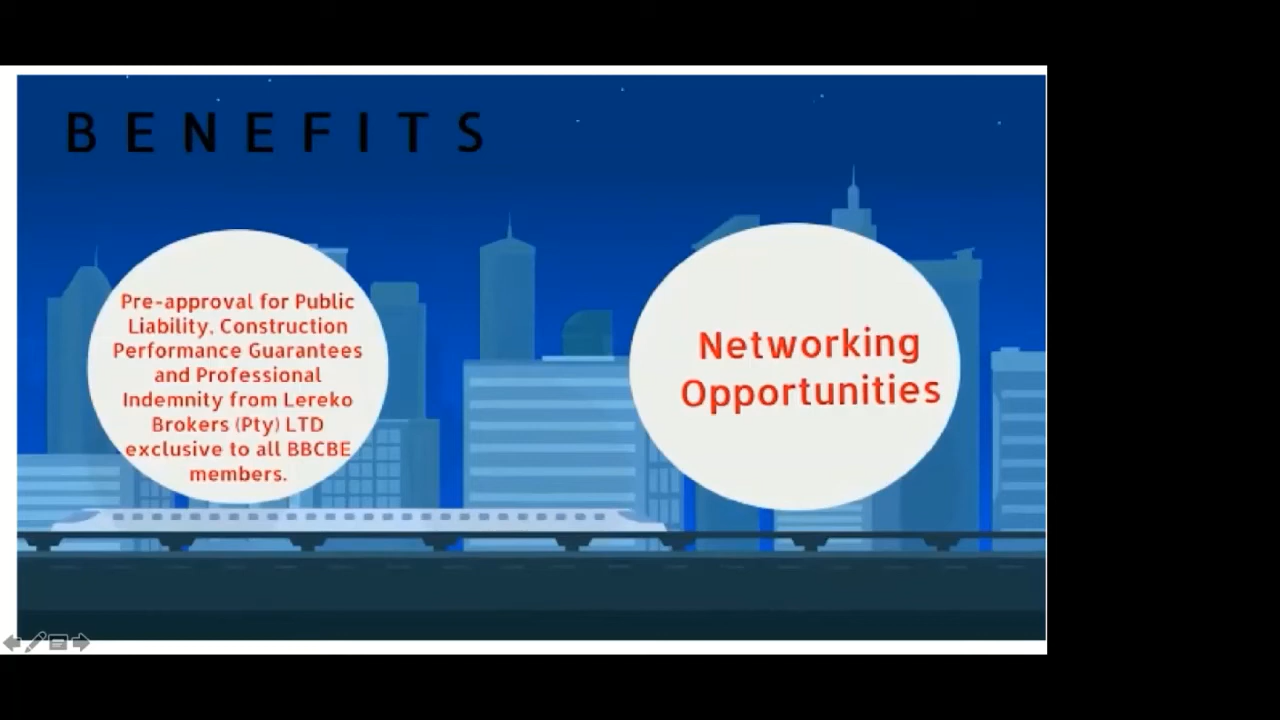 BENEFITS
Pre-approval for Public
Liability, Construction
Performance Guarantees
and Professional
Indemnity from Lereko
Brokers (Pty) LTD
exclusive to all BBCBE
members.
Networking
Opportunities